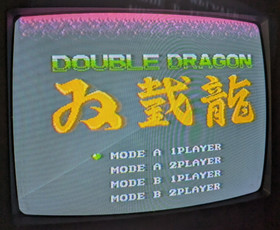 DOUBLE DRAGON
双截龍
MODE A 1PLAYER
MODE A 2PLAYER
MODE B 1PLAYER
MODE B 2PLAYER